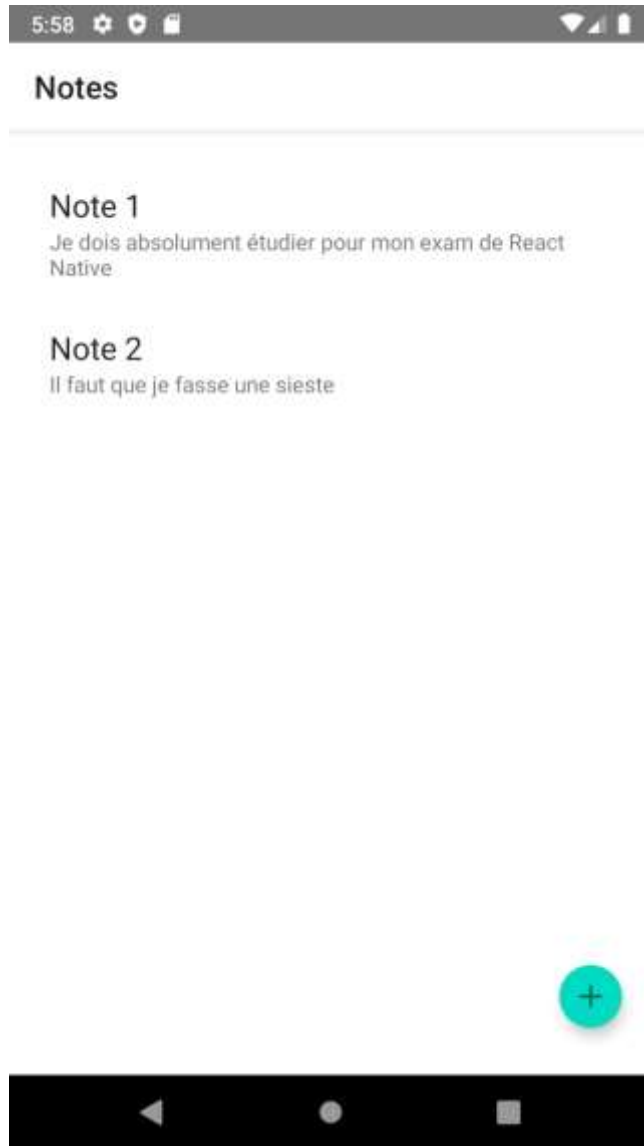 5:58
Notes
Note 1
Je dois absolument étudier pour mon exam de React
Native
Note 2
Il faut que je fasse une sieste